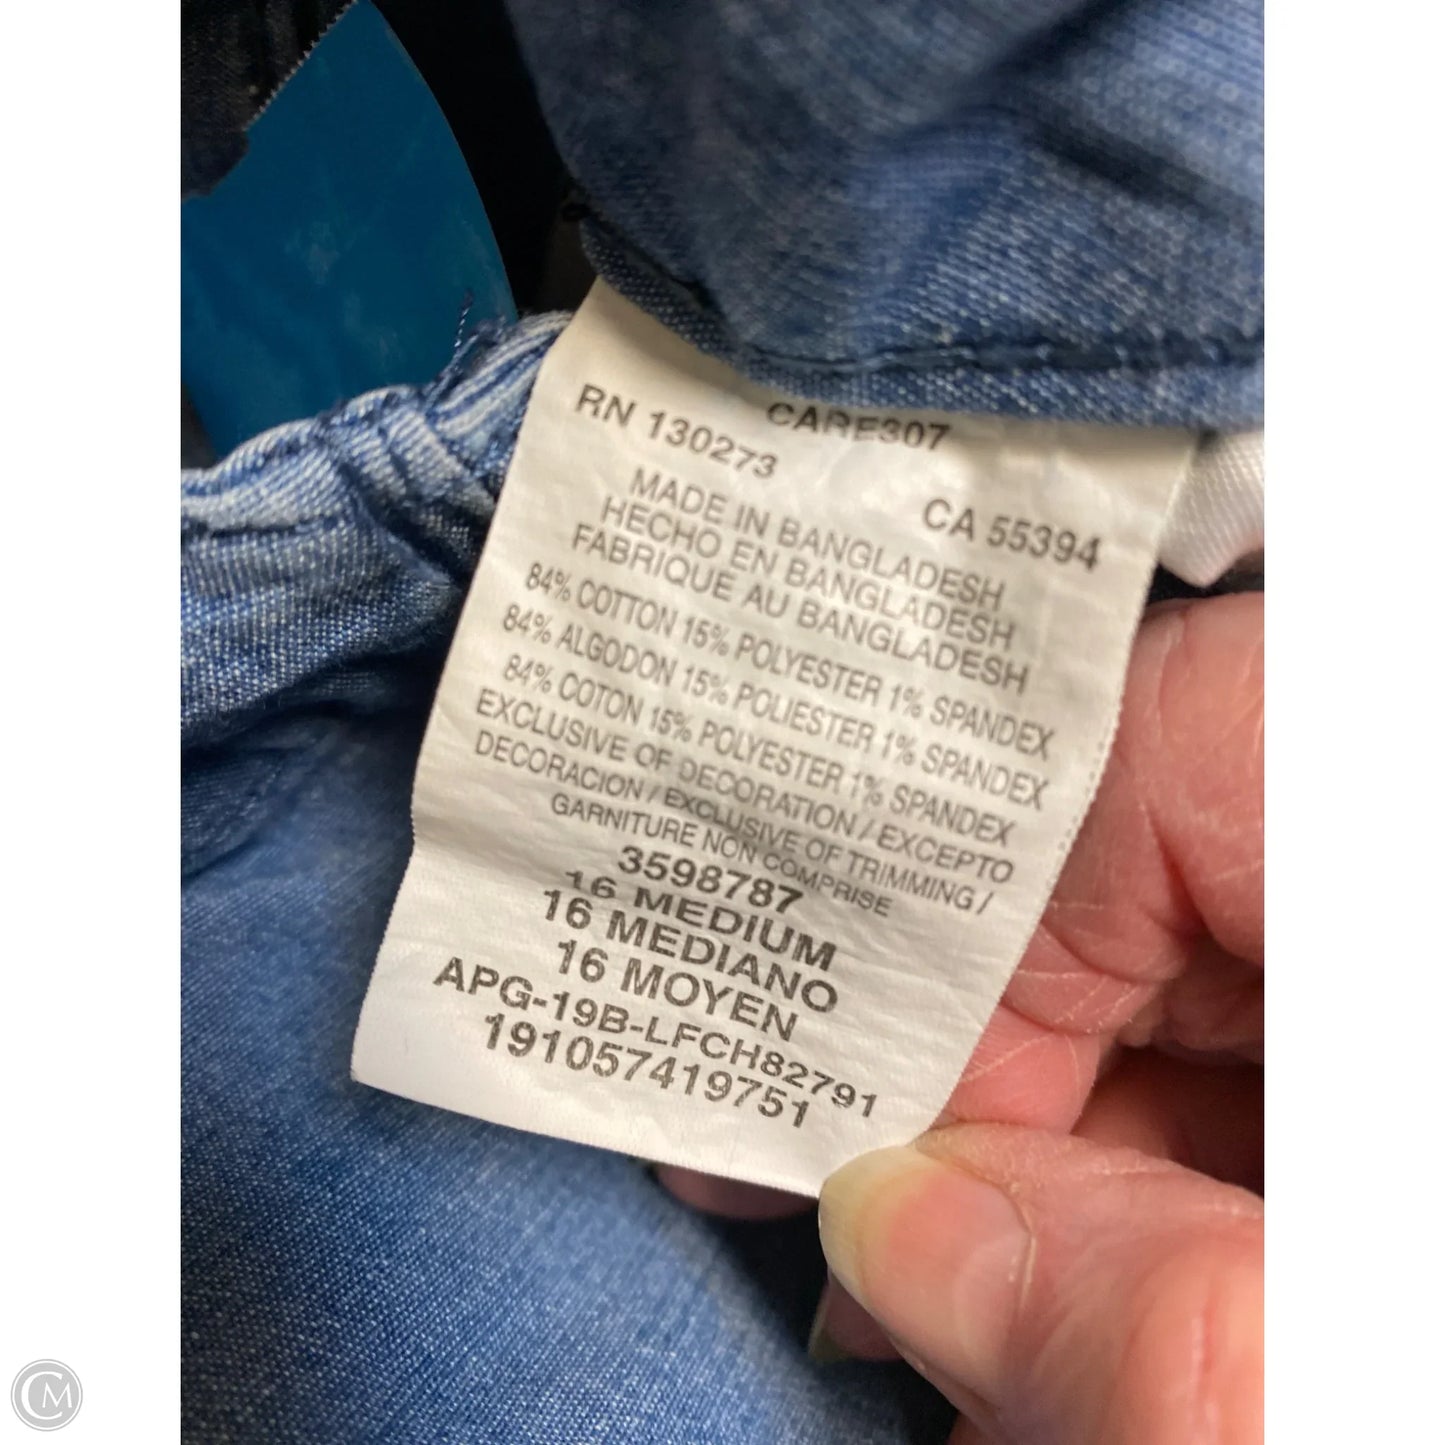 CARE307
RN 130273
CA 55394
MADE IN BANGLADESH
HECHO EN BANGLADESH
FABRIQUE AU BANGLADESH
84% COTTON 15% POLYESTER 1% SPANDEX
84% ALGODON 15% POLIESTER 1% SPANDEX
84% COTON 15% POLYESTER 1% SPANDEX
EXCLUSIVE OF DECORATION / EXCEPTO
DECORACION / EXCLUSIVE OF TRIMMING /
GARNITURE NON COMPRISE
3598787
16 MEDIUM
16 MEDIANO
16 MOYEN
APG-19B-LFCH82791
191057419751
CM